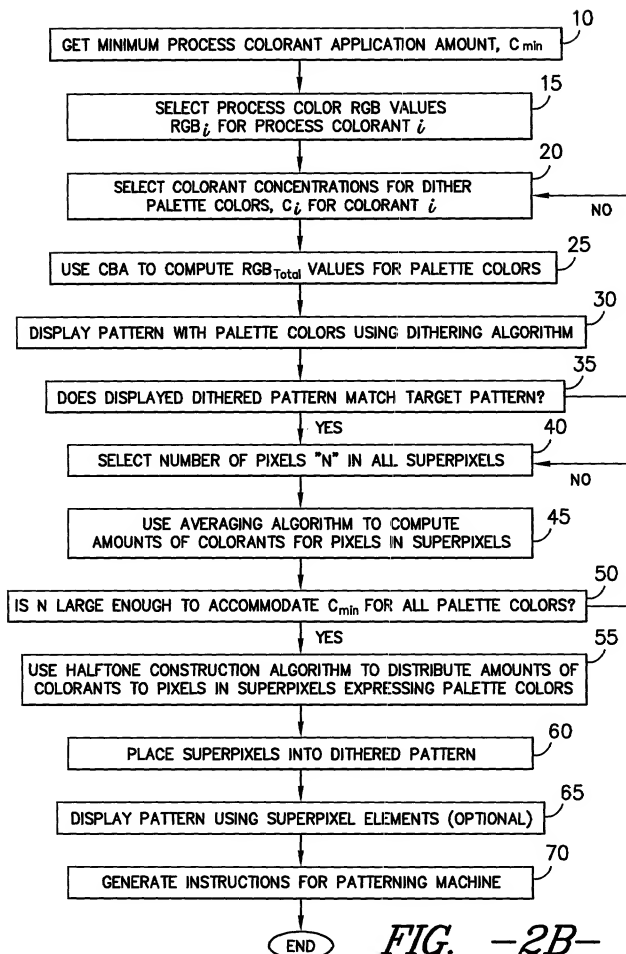 10
GET MINIMUM PROCESS COLORANT APPLICATION AMOUNT, Cmin
15
SELECT PROCESS COLOR RGB VALUES
RGBi FOR PROCESS COLORANT i
20
SELECT COLORANT CONCENTRATIONS FOR DITHER
PALETTE COLORS, Ci FOR COLORANT i
NO
25
USE CBA TO COMPUTE RGBTotal VALUES FOR PALETTE COLORS
30
DISPLAY PATTERN WITH PALETTE COLORS USING DITHERING ALGORITHM
35
DOES DISPLAYED DITHERED PATTERN MATCH TARGET PATTERN?
YES
40
SELECT NUMBER OF PIXELS "N" IN ALL SUPERPIXELS
NO
45
USE AVERAGING ALGORITHM TO COMPUTE
AMOUNTS OF COLORANTS FOR PIXELS IN SUPERPIXELS
50
IS N LARGE ENOUGH TO ACCOMMODATE Cmin FOR ALL PALETTE COLORS?
YES
55
USE HALFTONE CONSTRUCTION ALGORITHM TO DISTRIBUTE AMOUNTS OF
COLORANTS TO PIXELS IN SUPERPIXELS EXPRESSING PALETTE COLORS
60
PLACE SUPERPIXELS INTO DITHERED PATTERN
65
DISPLAY PATTERN USING SUPERPIXEL ELEMENTS (OPTIONAL)
70
GENERATE INSTRUCTIONS FOR PATTERNING MACHINE
END
FIG. -2B-